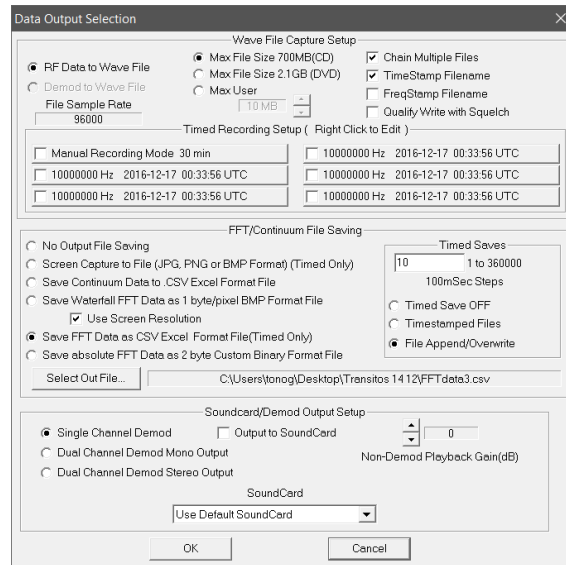 Data Output Selection
Wave File Capture Setup
RF Data to Wave File
Demod to Wave File
File Sample Rate
96000
Max File Size 700MB(CD)
Max File Size 2.1GB (DVD)
Max User
10 MB
Chain Multiple Files
TimeStamp Filename
FreqStamp Filename
Qualify Write with Squelch
Timed Recording Setup ( Right Click to Edit )
Manual Recording Mode 30 min
10000000 Hz 2016-12-17 00:33:56 UTC
10000000 Hz 2016-12-17 00:33:56 UTC
10000000 Hz 2016-12-17 00:33:56 UTC
10000000 Hz 2016-12-17 00:33:56 UTC
10000000 Hz 2016-12-17 00:33:56 UTC
FFT/Continuum File Saving
No Output File Saving
Screen Capture to File (JPG, PNG or BMP Format) (Timed Only)
Save Continuum Data to .CSV Excel Format File
Save Waterfall FFT Data as 1 byte/pixel BMP Format File
Use Screen Resolution
Save FFT Data as CSV Excel Format File(Timed Only)
Save absolute FFT Data as 2 byte Custom Binary Format File
Timed Saves
10
1 to 360000
100mSec Steps
Timed Save OFF
Timestamped Files
File Append/Overwrite
Select Out File...
C:\Users\tonog\Desktop\Transitos 1412\FFTdata3.csv
Soundcard/Demod Output Setup
Single Channel Demod
Dual Channel Demod Mono Output
Dual Channel Demod Stereo Output
Output to SoundCard
0
Non-Demod Playback Gain(dB)
SoundCard
Use Default SoundCard
OK
Cancel